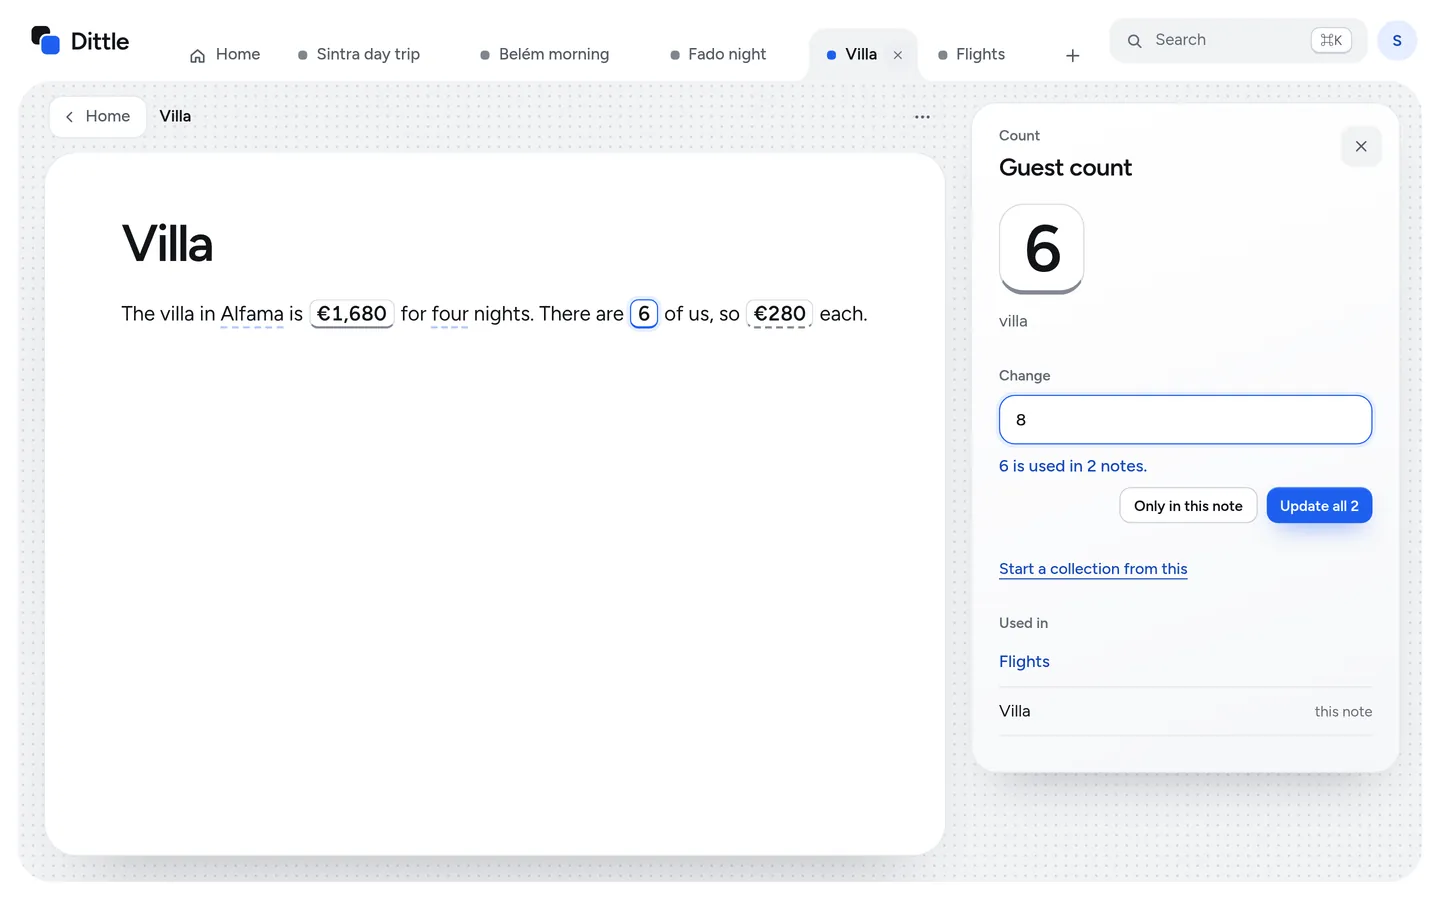 Dittle
Home
Sintra day trip
Belém morning
Fado night
Villa
Flights
Search
⌘K
S
Home
Villa
Villa
The villa in Alfama is €1,680 for four nights. There are 6 of us, so €280 each.
Count
Guest count
6
villa
Change
8
6 is used in 2 notes.
Only in this note
Update all 2
Start a collection from this
Used in
Flights
Villa
this note